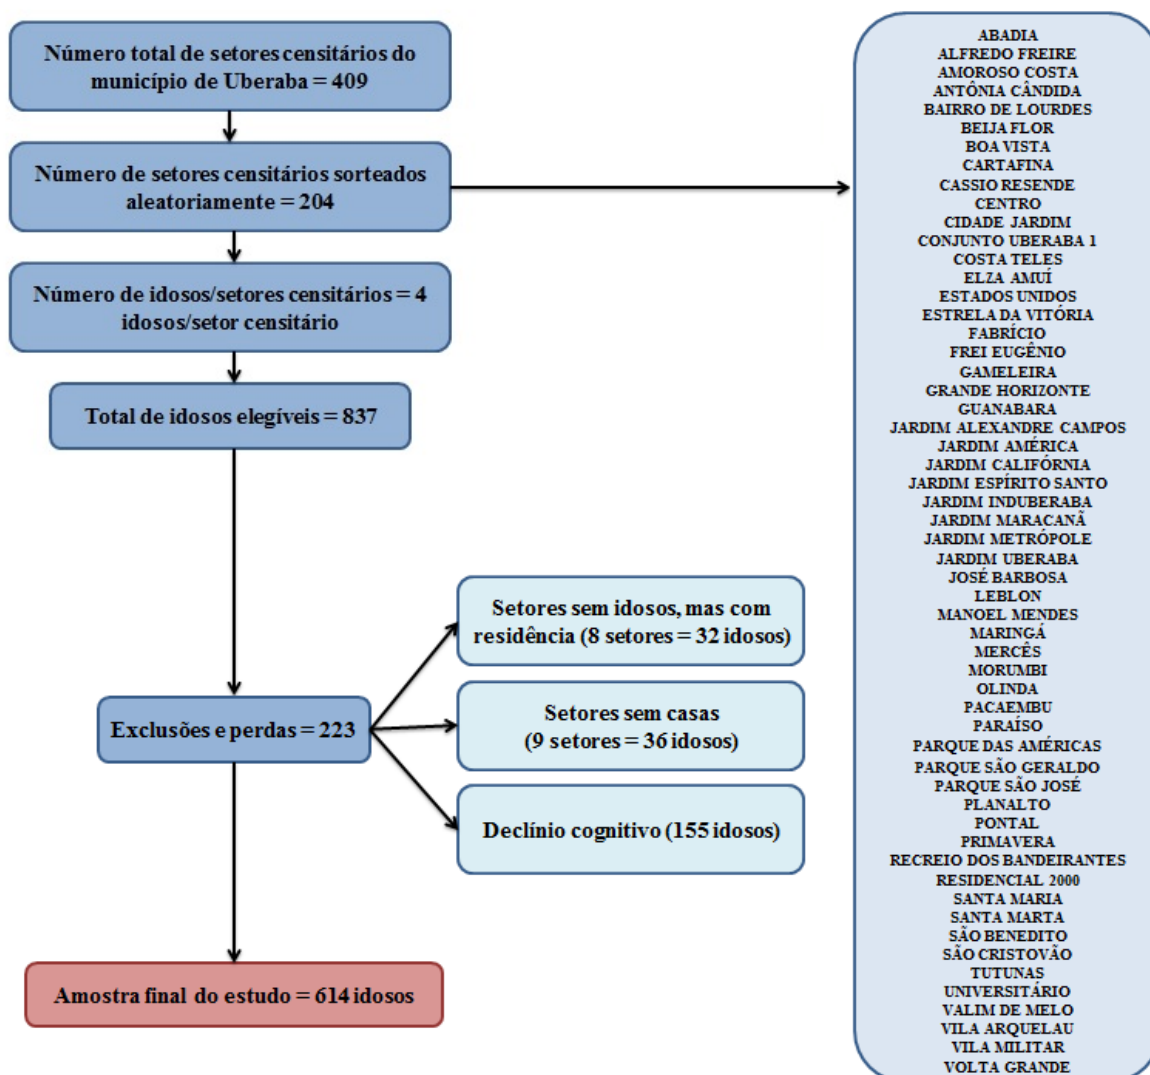 Número total de setores censitários do
município de Uberaba = 409
Número de setores censitários sorteados
aleatoriamente = 204
Número de idosos/setores censitários = 4
idosos/setor censitário
Total de idosos elegíveis = 837
Setores sem idosos, mas com
residência (8 setores = 32 idosos)
Exclusões e perdas = 223
Setores sem casas
(9 setores = 36 idosos)
Declínio cognitivo (155 idosos)
Amostra final do estudo = 614 idosos
ABADIA
ALFREDO FREIRE
AMOROSO COSTA
ANTÔNIA CÂNDIDA
BAIRRO DE LOURDES
BEIJA FLOR
BOA VISTA
CARTAFINA
CASSIO RESENDE
CENTRO
CIDADE JARDIM
CONJUNTO UBERABA 1
COSTA TELES
ELZA AMUÍ
ESTADOS UNIDOS
ESTRELA DA VITÓRIA
FABRÍCIO
FREI EUGÊNIO
GAMELEIRA
GRANDE HORIZONTE
GUANABARA
JARDIM ALEXANDRE CAMPOS
JARDIM AMÉRICA
JARDIM CALIFÓRNIA
JARDIM ESPÍRITO SANTO
JARDIM INDUBERABA
JARDIM MARACANÃ
JARDIM METRÓPOLE
JARDIM UBERABA
JOSÉ BARBOSA
LEBLON
MANOEL MENDES
MARINGÁ
MERCÊS
MORUMBI
OLINDA
PACAEMBU
PARAÍSO
PARQUE DAS AMÉRICAS
PARQUE SÃO GERALDO
PARQUE SÃO JOSÉ
PLANALTO
PONTAL
PRIMAVERA
RECREIO DOS BANDEIRANTES
RESIDENCIAL 2000
SANTA MARIA
SANTA MARTA
SÃO BENEDITO
SÃO CRISTOVÃO
TUTUNAS
UNIVERSITÁRIO
VALIM DE MELO
VILA ARQUELAU
VILA MILITAR
VOLTA GRANDE